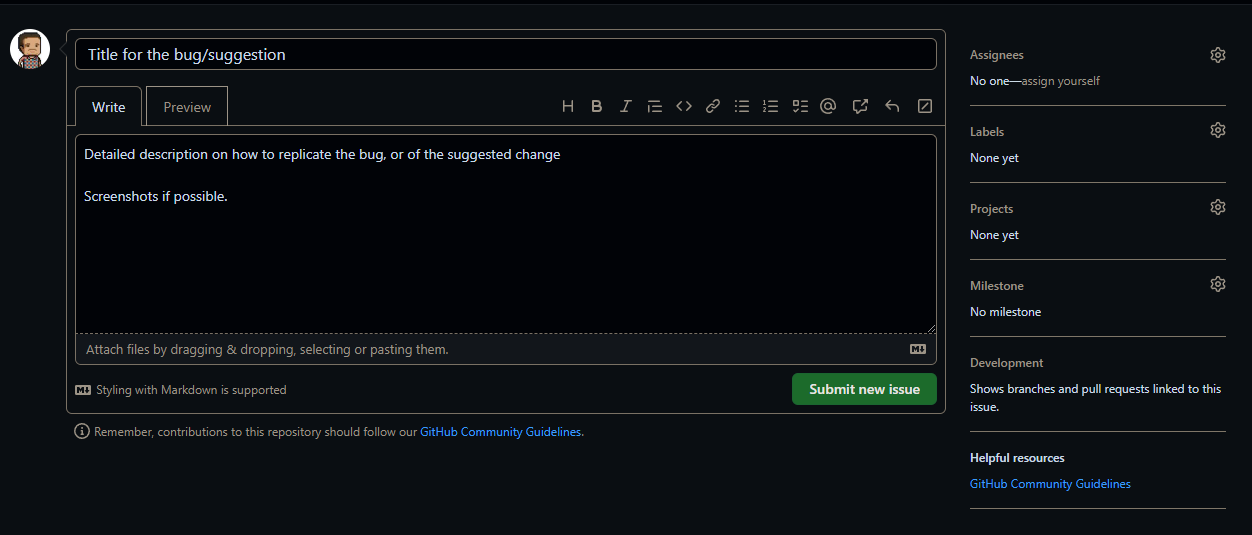 Title for the bug/suggestion
Write
Preview
Detailed description on how to replicate the bug, or of the suggested change
Screenshots if possible.
Attach files by dragging & dropping, selecting or pasting them.
Styling with Markdown is supported
Submit new issue
Remember, contributions to this repository should follow our GitHub Community Guidelines.
Assignees
No one—assign yourself
Labels
None yet
Projects
None yet
Milestone
No milestone
Development
Shows branches and pull requests linked to this
issue.
Helpful resources
GitHub Community Guidelines